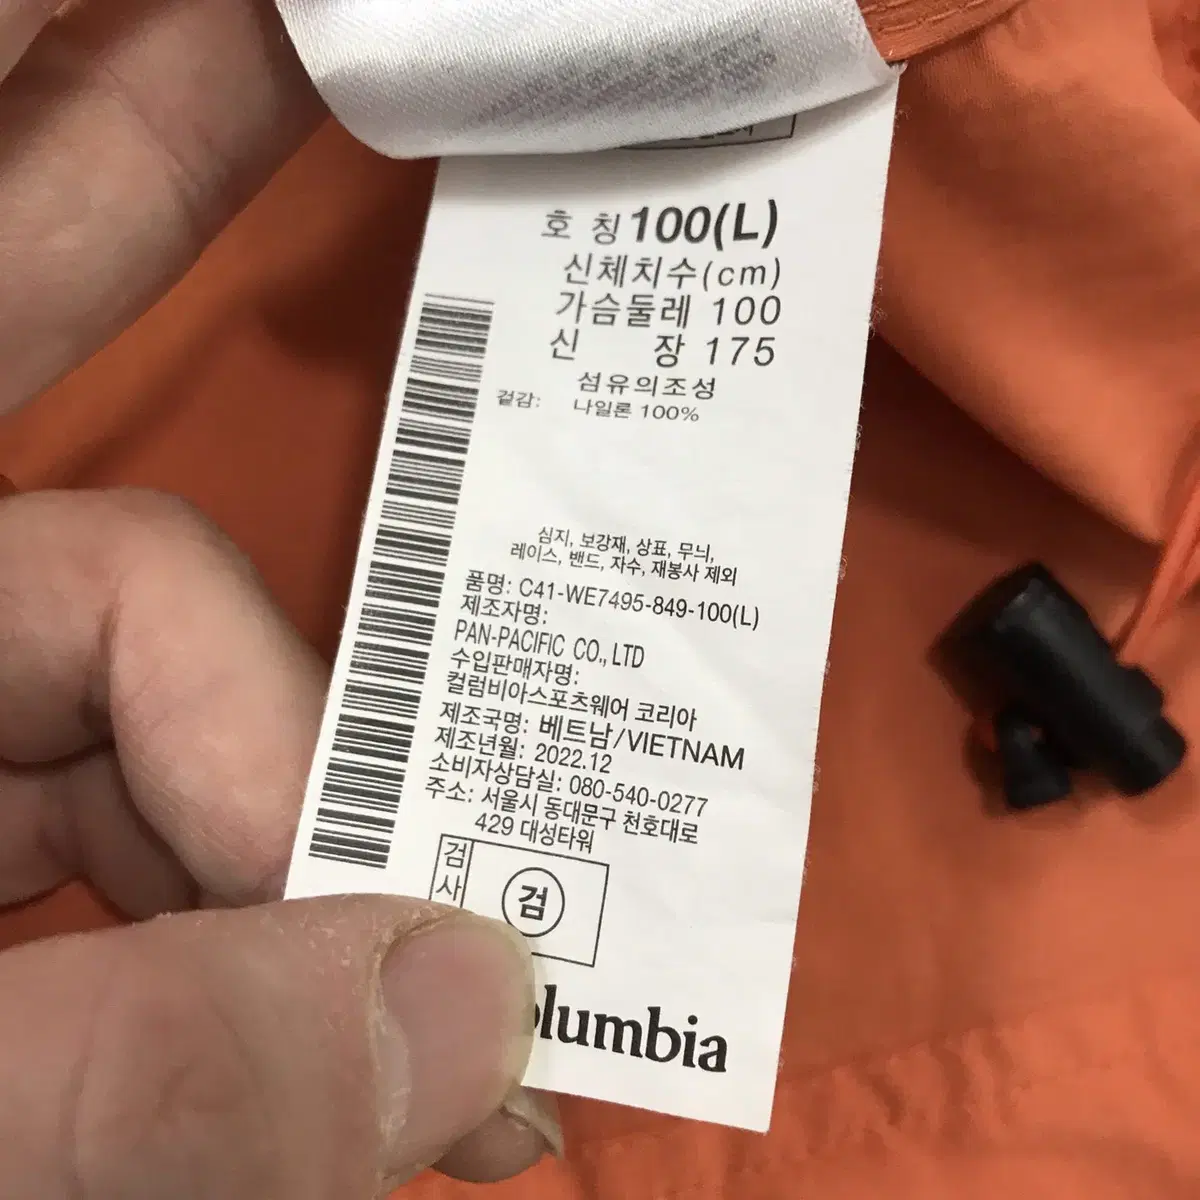 호 칭 100(L)
신체치수(cm)
가슴둘레 100
신 장 175
섬유의조성
겉감: 나일론 100%
심지, 보강재, 상표, 무늬,
레이스, 밴드, 자수, 재봉사 제외
품명: C41-WE7495-849-100(L)
제조자명:
PAN-PACIFIC CO., LTD
수입판매자명:
컬럼비아스포츠웨어 코리아
제조국명: 베트남/VIETNAM
제조년월: 2022.12
소비자상담실: 080-540-0277
주소: 서울시 동대문구 천호대로
429 대성타워
검사 검
olumbia